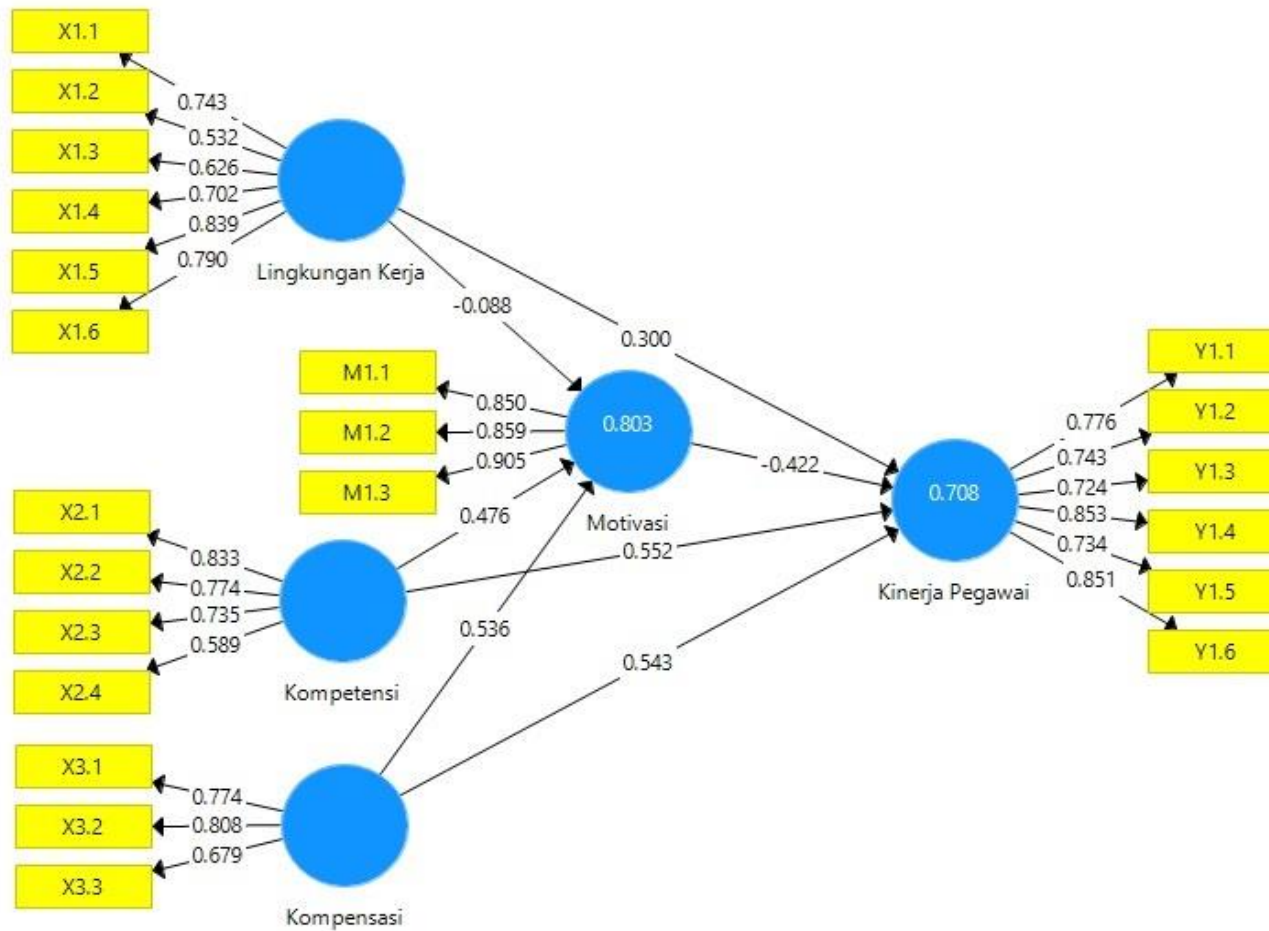 X1.1
X1.2
X1.3
X1.4
X1.5
X1.6
0.743
0.532
0.626
0.702
0.839
0.790
Lingkungan Kerja
-0.088
0.300
M1.1
M1.2
M1.3
0.850
0.859
0.905
0.803
Motivasi
-0.422
X2.1
X2.2
X2.3
X2.4
0.833
0.774
0.735
0.589
Kompetensi
0.476
0.552
0.536
0.543
X3.1
X3.2
X3.3
0.774
0.808
0.679
Kompensasi
0.708
Kinerja Pegawai
0.776
0.743
0.724
0.853
0.734
0.851
Y1.1
Y1.2
Y1.3
Y1.4
Y1.5
Y1.6